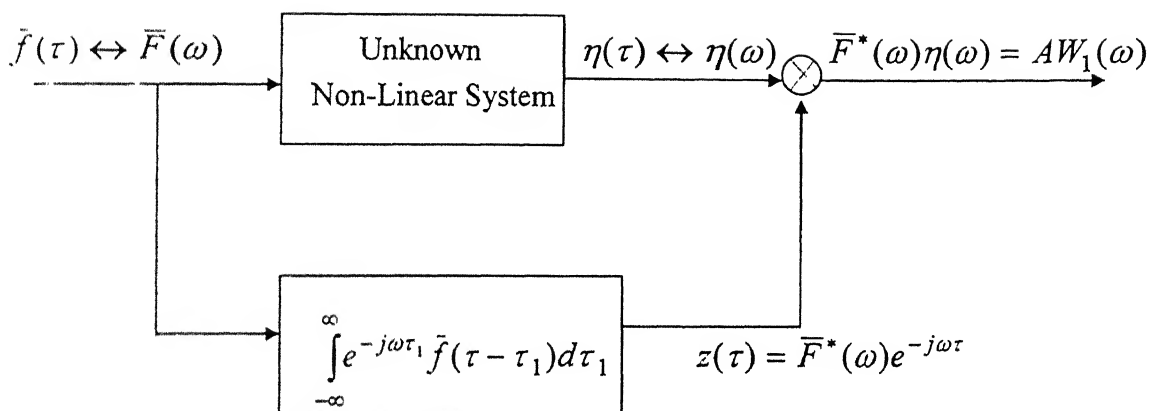 f̄(τ) ↔ F̄(ω)
Unknown
Non-Linear System
η(τ) ↔ η(ω)
F̄*(ω)η(ω) = AW₁(ω)
∫_{-∞}^{∞} e^{-jωτ₁} f̄(τ − τ₁)dτ₁
z(τ) = F̄*(ω)e^{-jωτ}